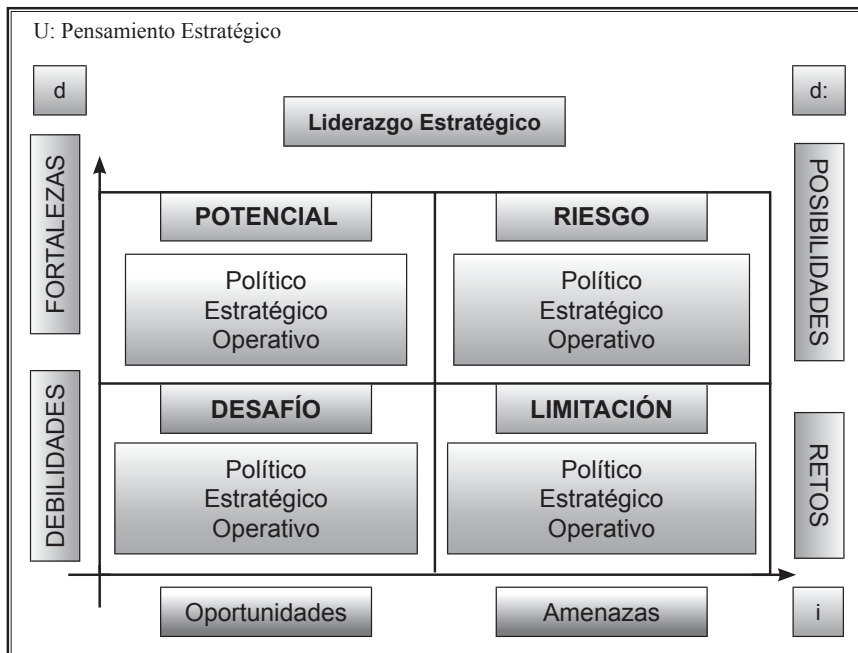 U: Pensamiento Estratégico
d
d:
Liderazgo Estratégico
FORTALEZAS
POSIBILIDADES
POTENCIAL
RIESGO
Político
Estratégico
Operativo
Político
Estratégico
Operativo
DEBILIDADES
RETOS
DESAFÍO
LIMITACIÓN
Político
Estratégico
Operativo
Político
Estratégico
Operativo
Oportunidades
Amenazas
i